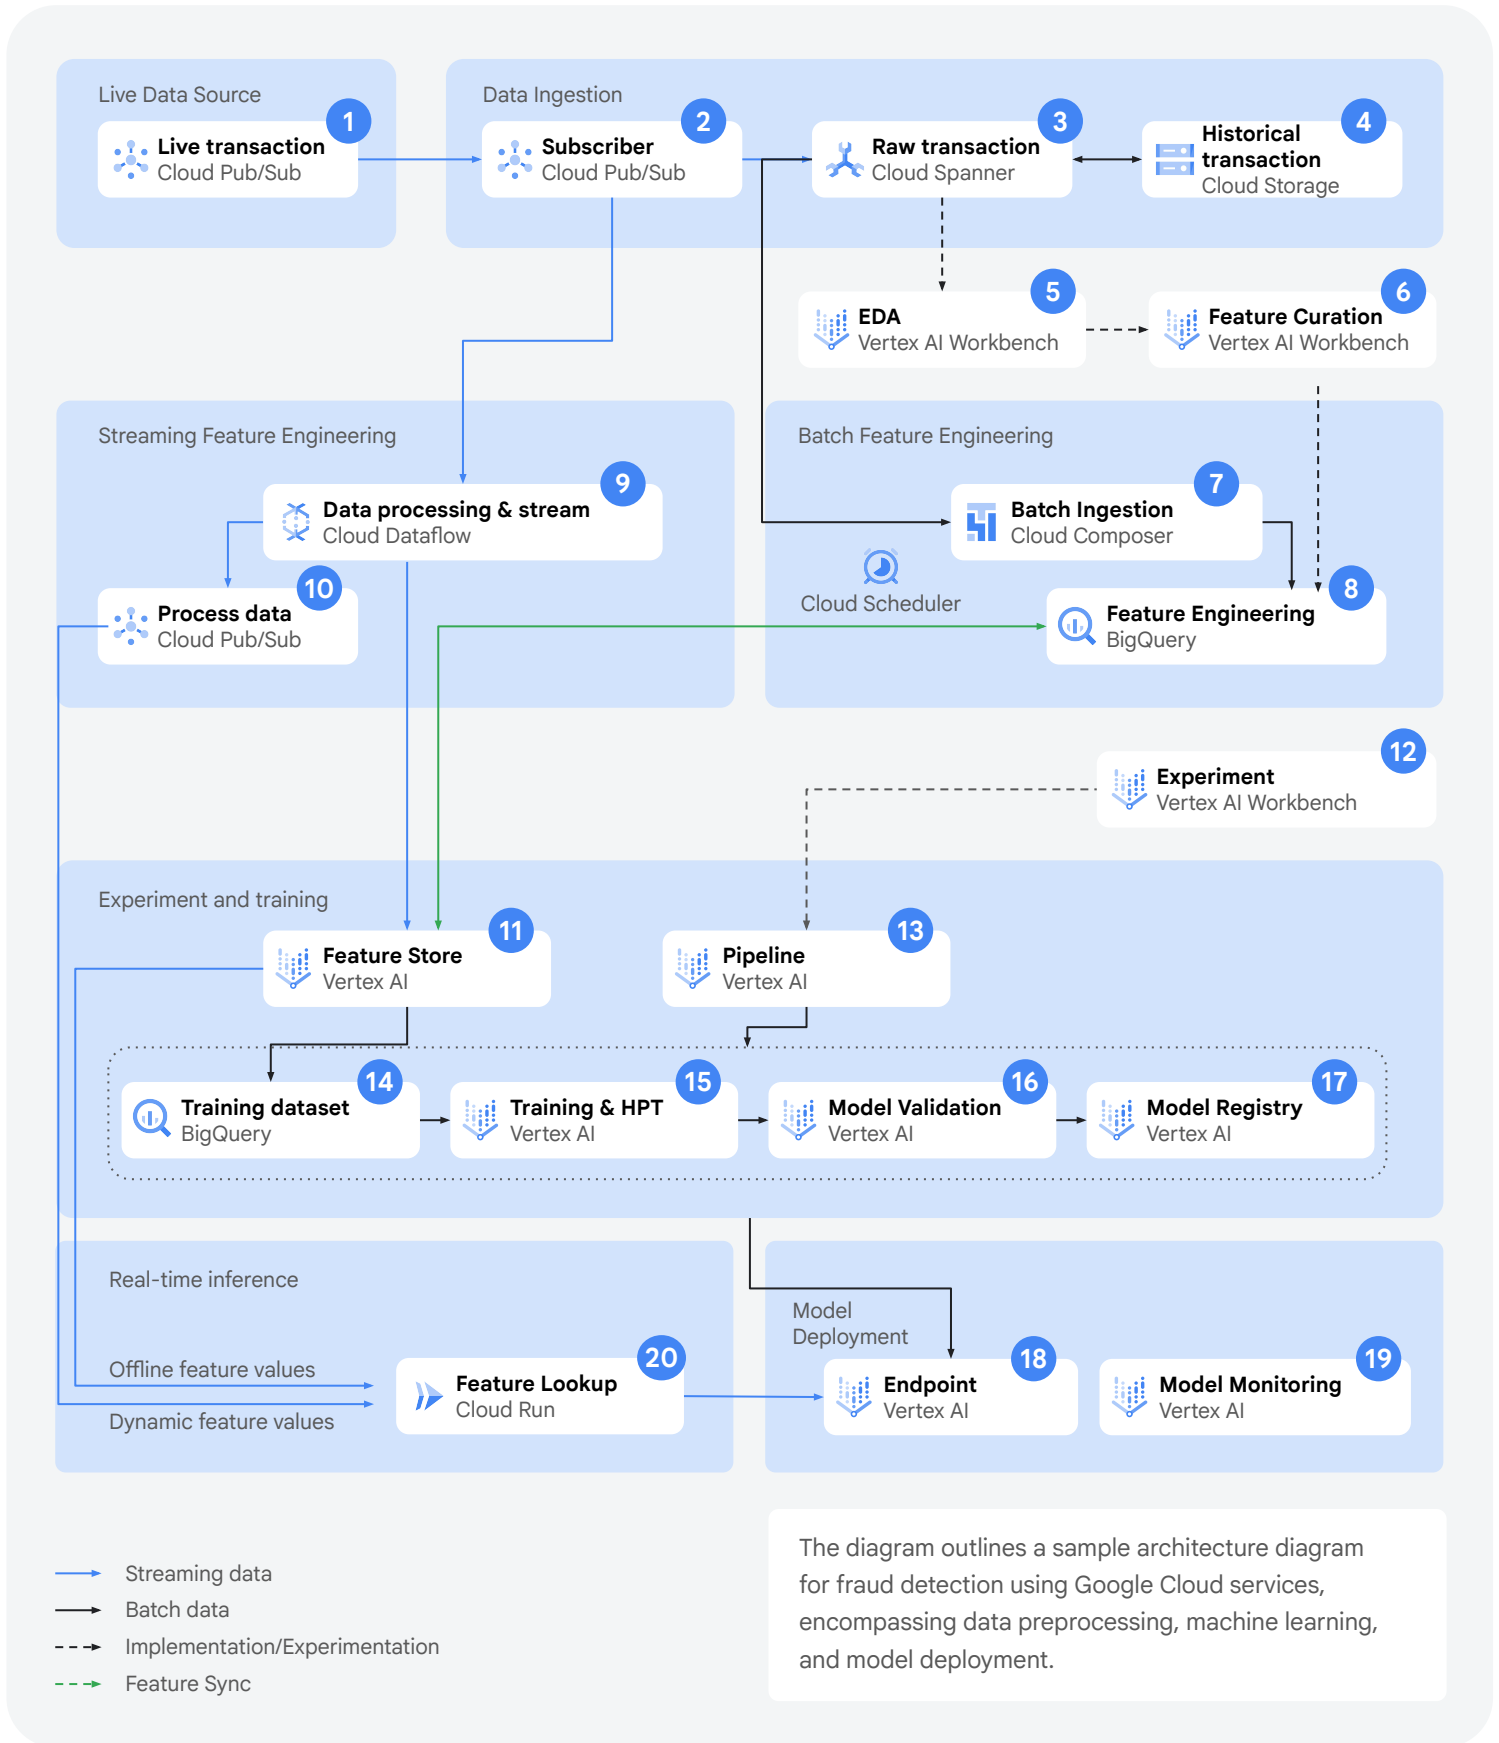 Live Data Source
1
Live transaction
Cloud Pub/Sub
Data Ingestion
2
Subscriber
Cloud Pub/Sub
3
Raw transaction
Cloud Spanner
4
Historical
transaction
Cloud Storage
5
EDA
Vertex AI Workbench
6
Feature Curation
Vertex AI Workbench
Streaming Feature Engineering
9
Data processing & stream
Cloud Dataflow
10
Process data
Cloud Pub/Sub
Batch Feature Engineering
7
Batch Ingestion
Cloud Composer
Cloud Scheduler
8
Feature Engineering
BigQuery
12
Experiment
Vertex AI Workbench
Experiment and training
11
Feature Store
Vertex AI
13
Pipeline
Vertex AI
14
Training dataset
BigQuery
15
Training & HPT
Vertex AI
16
Model Validation
Vertex AI
17
Model Registry
Vertex AI
Real-time inference
Offline feature values
Dynamic feature values
20
Feature Lookup
Cloud Run
Model
Deployment
18
Endpoint
Vertex AI
19
Model Monitoring
Vertex AI
Streaming data
Batch data
Implementation/Experimentation
Feature Sync
The diagram outlines a sample architecture diagram
for fraud detection using Google Cloud services,
encompassing data preprocessing, machine learning,
and model deployment.